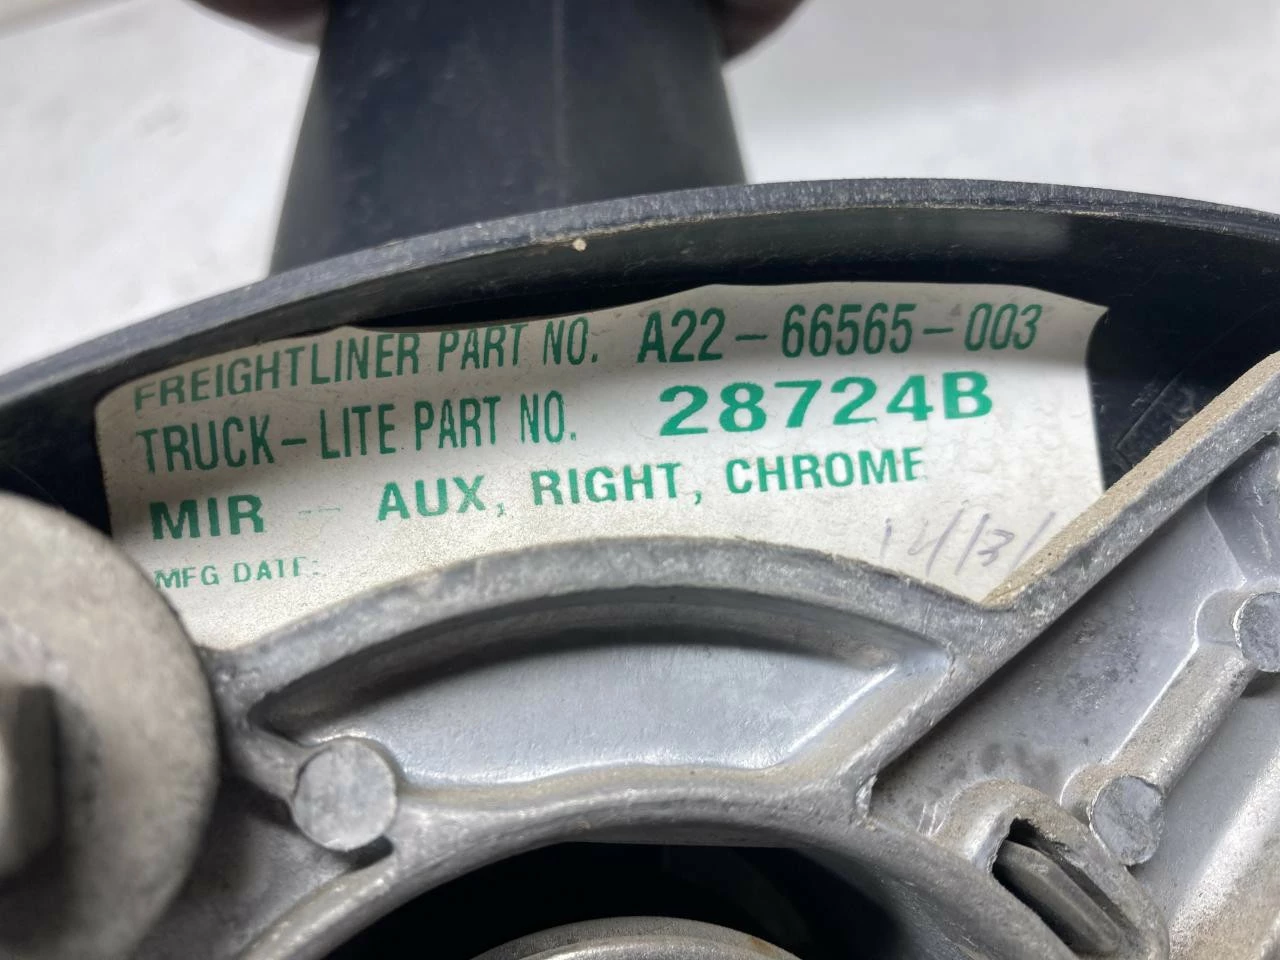 FREIGHTLINER PART NO. A22-66565-003
TRUCK-LITE PART NO. 28724B
MIR -- AUX, RIGHT, CHROME
MFG DATE: